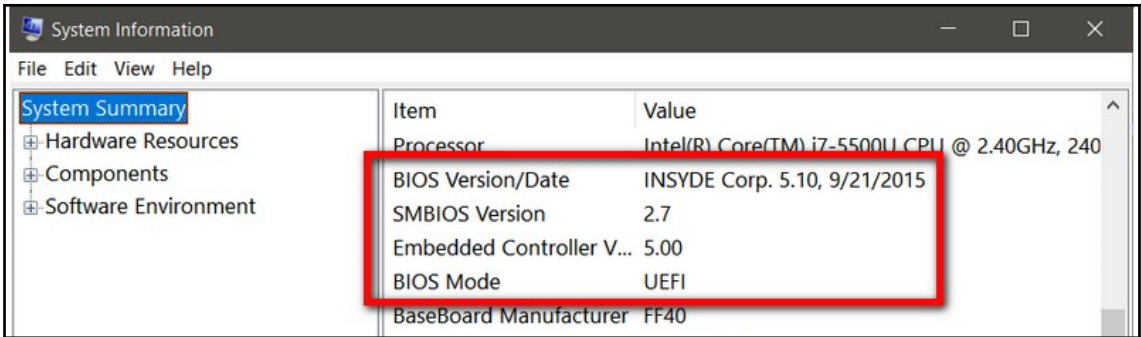 System Information
File Edit View Help
System Summary
Hardware Resources
Components
Software Environment
Item Value
Processor Intel(R) Core(TM) i7-5500U CPU @ 2.40GHz, 240
BIOS Version/Date INSYDE Corp. 5.10, 9/21/2015
SMBIOS Version 2.7
Embedded Controller V... 5.00
BIOS Mode UEFI
BaseBoard Manufacturer FF40